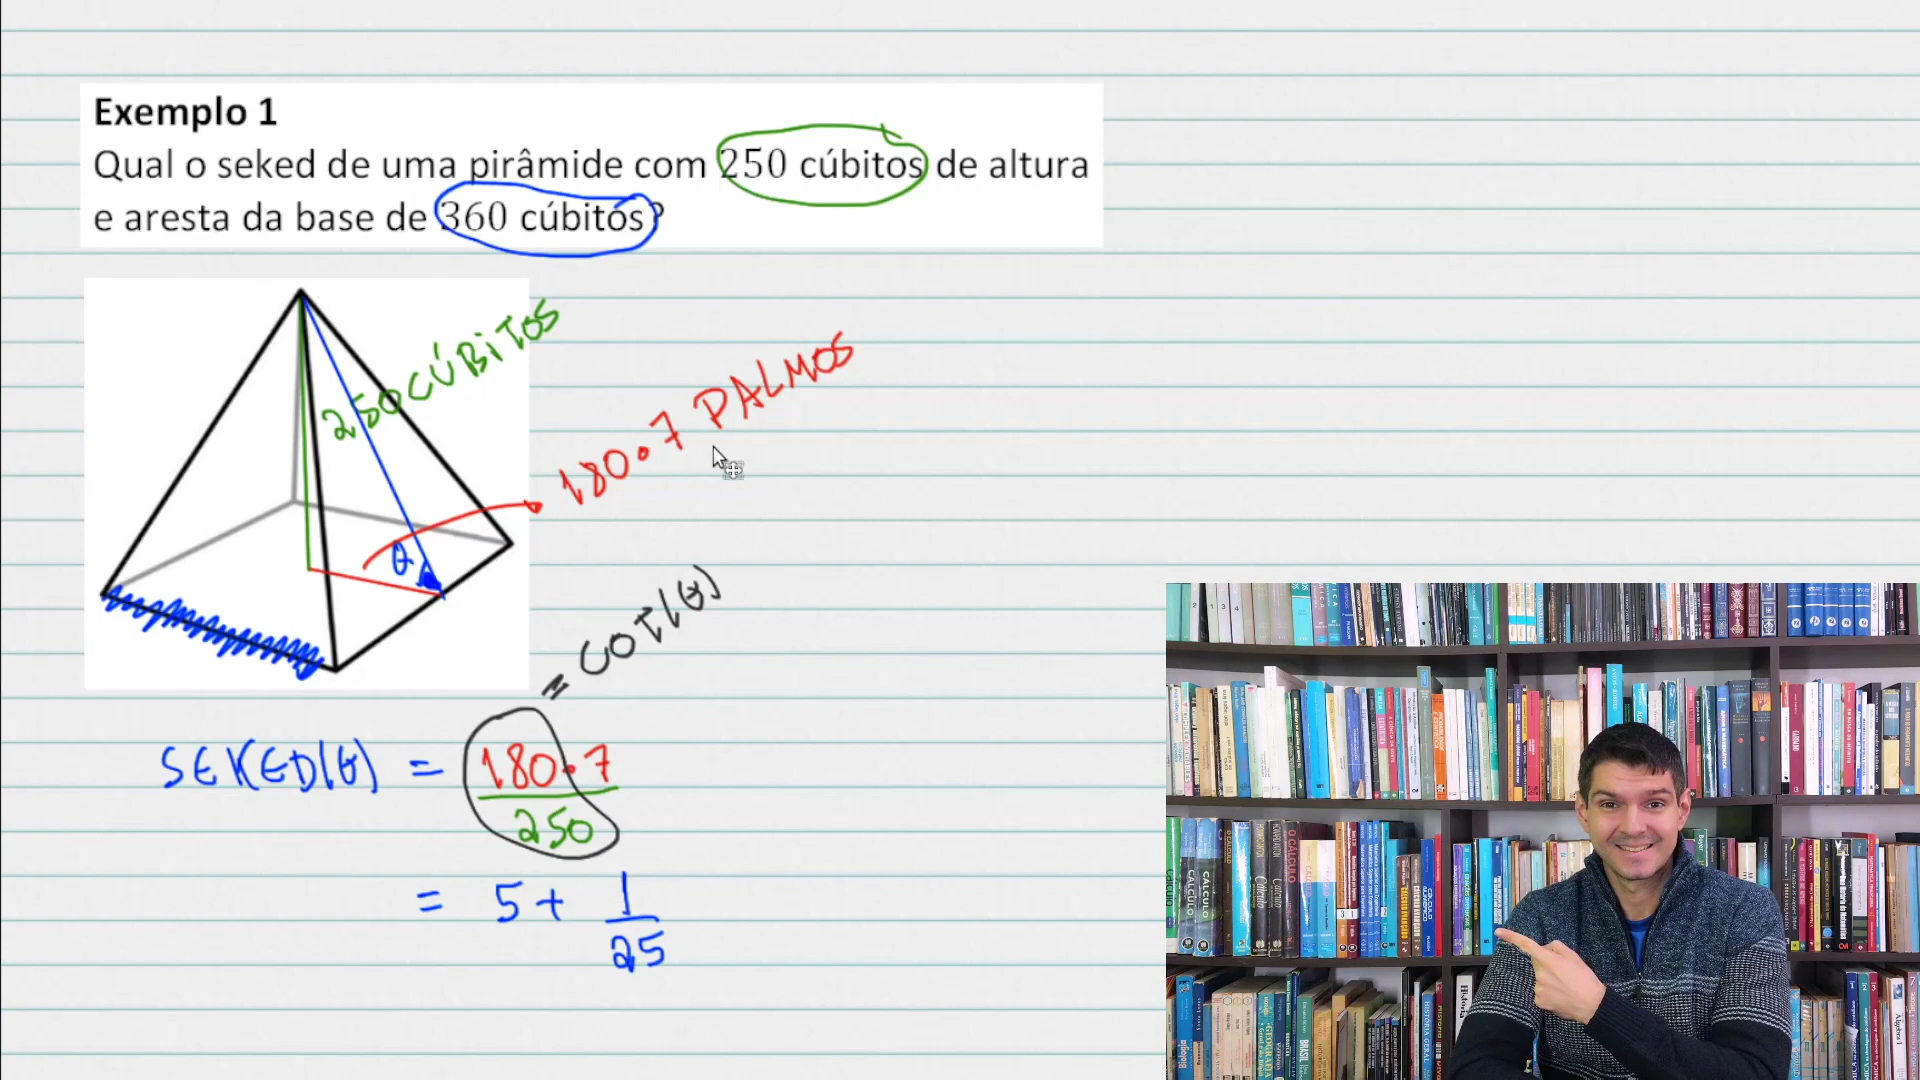 Exemplo 1
Qual o seked de uma pirâmide com 250 cúbitos de altura
e aresta da base de 360 cúbitos?
250 CÚBITOS
180 • 7 PALMOS
θ
= COT(θ)
SEKED(θ) = 180 • 7
250
= 5 + 1
25